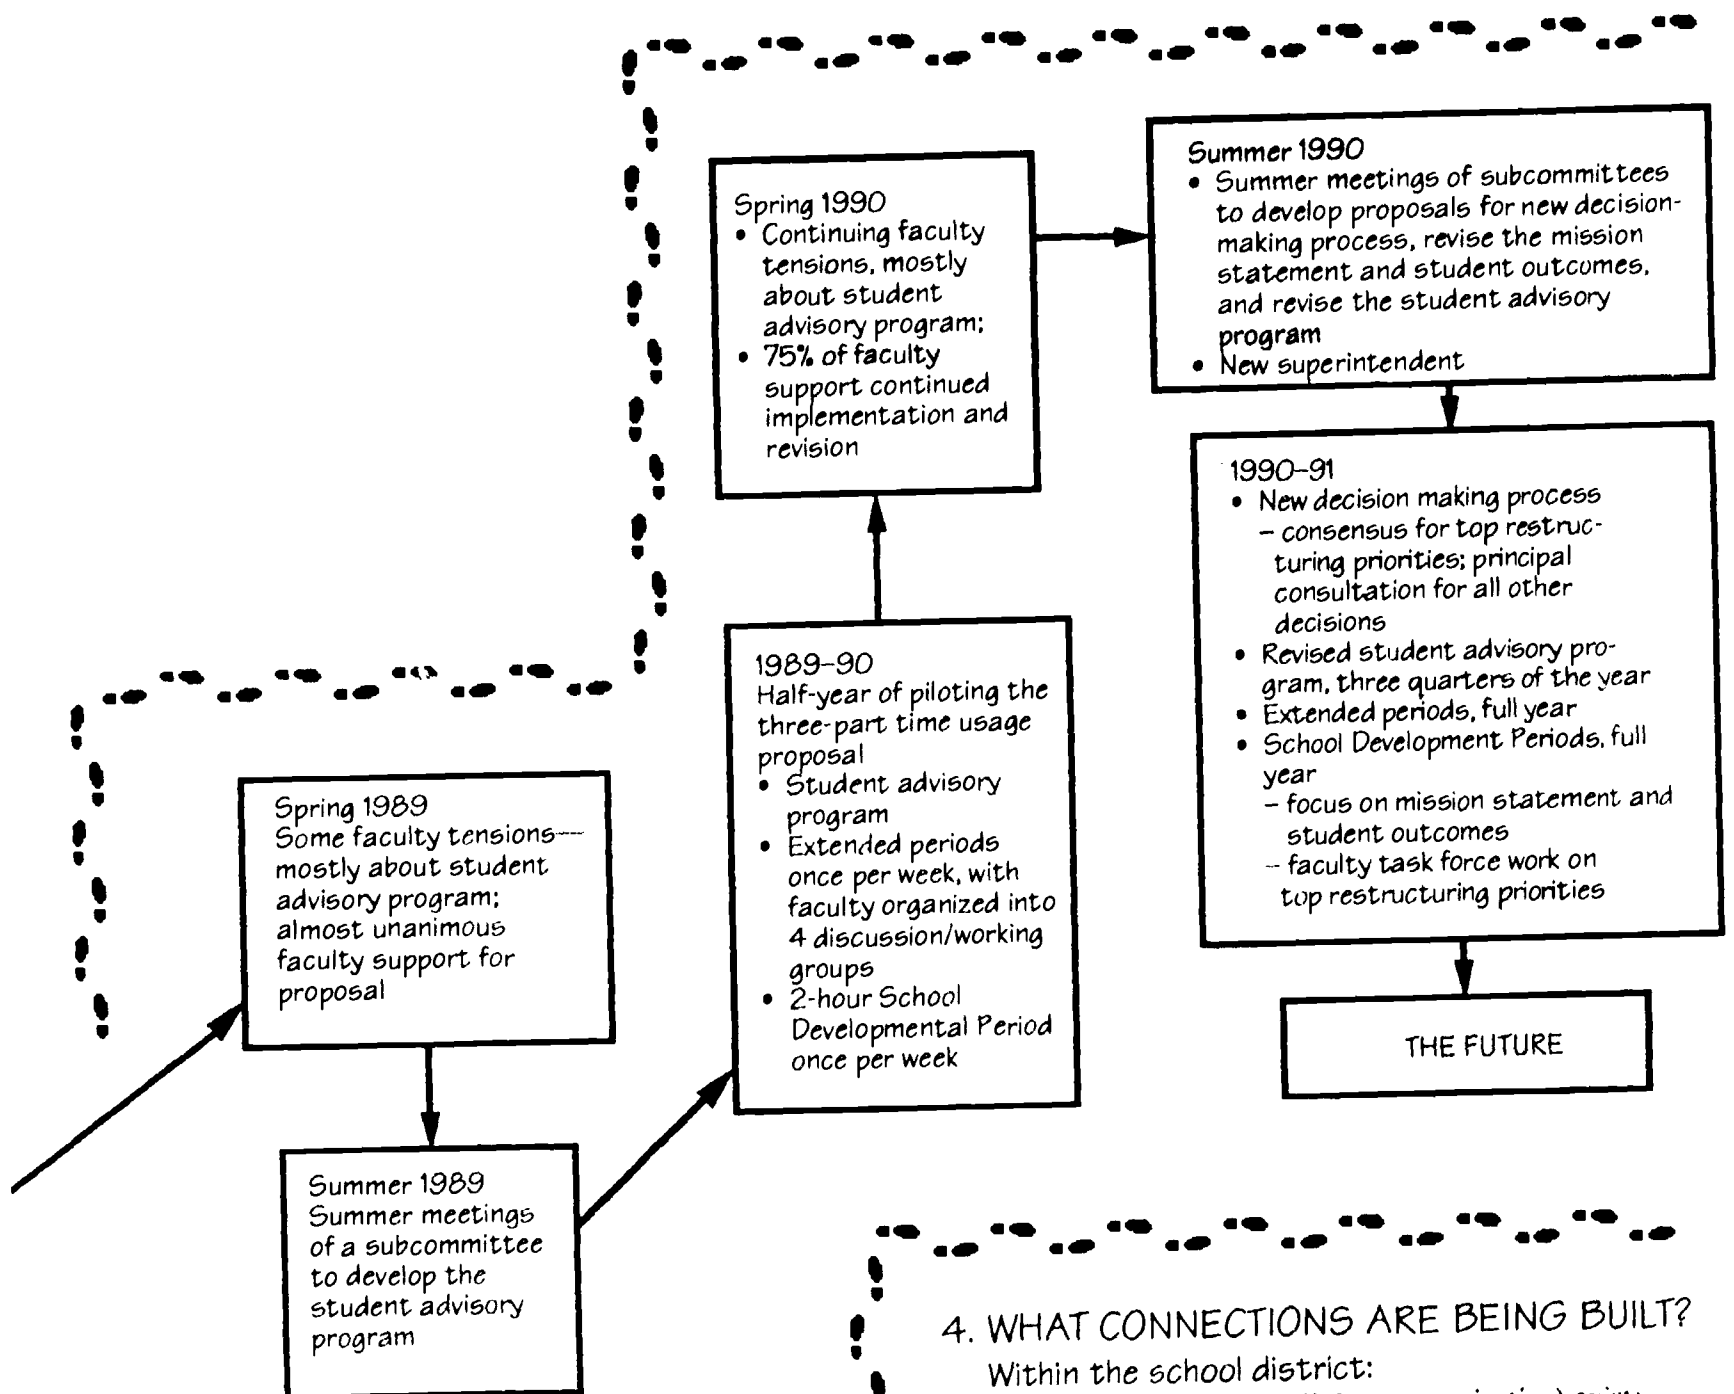 Spring 1989
Some faculty tensions—
mostly about student
advisory program;
almost unanimous
faculty support for
proposal
Summer 1989
Summer meetings
of a subcommittee
to develop the
student advisory
program
1989–90
Half-year of piloting the
three-part time usage
proposal
• Student advisory
program
• Extended periods
once per week, with
faculty organized into
4 discussion/working
groups
• 2-hour School
Developmental Period
once per week
Spring 1990
• Continuing faculty
tensions, mostly
about student
advisory program;
• 75% of faculty
support continued
implementation and
revision
Summer 1990
• Summer meetings of subcommittees
to develop proposals for new decision-
making process, revise the mission
statement and student outcomes,
and revise the student advisory
program
• New superintendent
1990–91
• New decision making process
– consensus for top restruc-
turing priorities; principal
consultation for all other
decisions
• Revised student advisory pro-
gram, three quarters of the year
• Extended periods, full year
• School Development Periods, full
year
– focus on mission statement and
student outcomes
– faculty task force work on
top restructuring priorities
THE FUTURE
4. WHAT CONNECTIONS ARE BEING BUILT?
Within the school district: